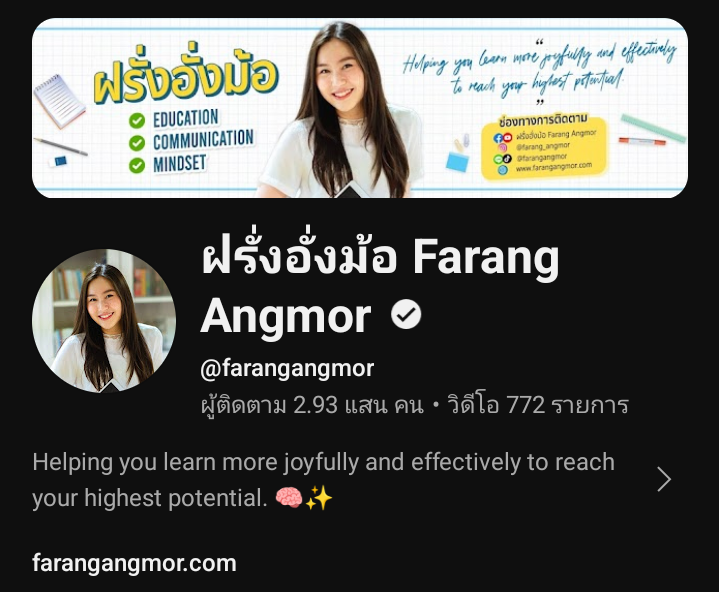 ฝรั่งอั่งม้อ
EDUCATION
COMMUNICATION
MINDSET
“
Helping you learn more joyfully and effectively
to reach your highest potential.
”
ช่องทางการติดตาม
ฝรั่งอั่งม้อ Farang Angmor
@farang_angmor
@farangangmor
www.farangangmor.com
ฝรั่งอั่งม้อ Farang
Angmor
@farangangmor
ผู้ติดตาม 2.93 แสน คน • วิดีโอ 772 รายการ
Helping you learn more joyfully and effectively to reach
your highest potential. 🧠✨
farangangmor.com